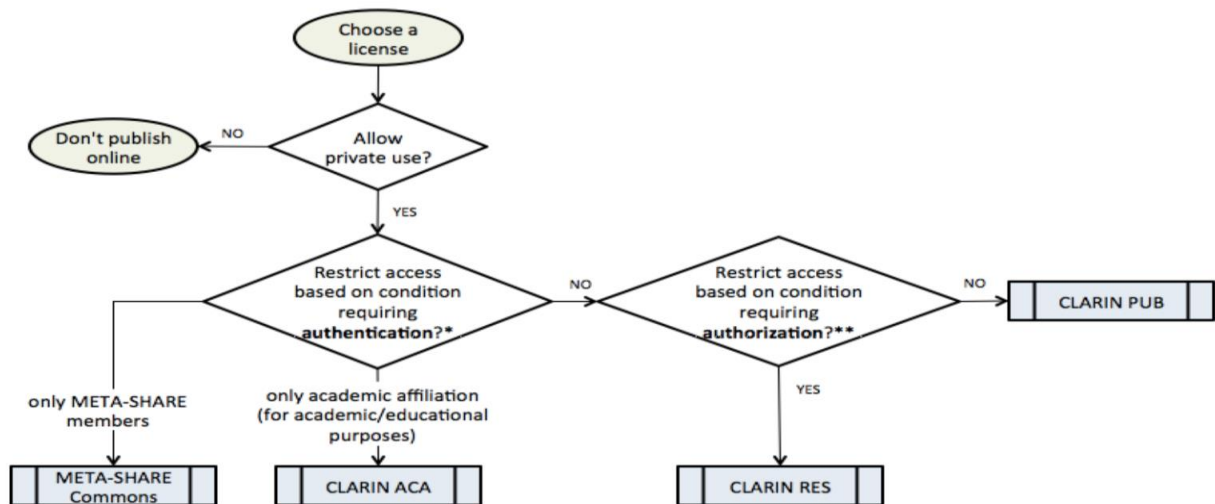 Choose a
license
Don't publish
online
NO
Allow
private use?
YES
Restrict access
based on condition
requiring
authentication?*
NO
Restrict access
based on condition
requiring
authorization?**
NO
CLARIN PUB
only META-SHARE
members
only academic affiliation
(for academic/educational
purposes)
YES
META-SHARE
Commons
CLARIN ACA
CLARIN RES